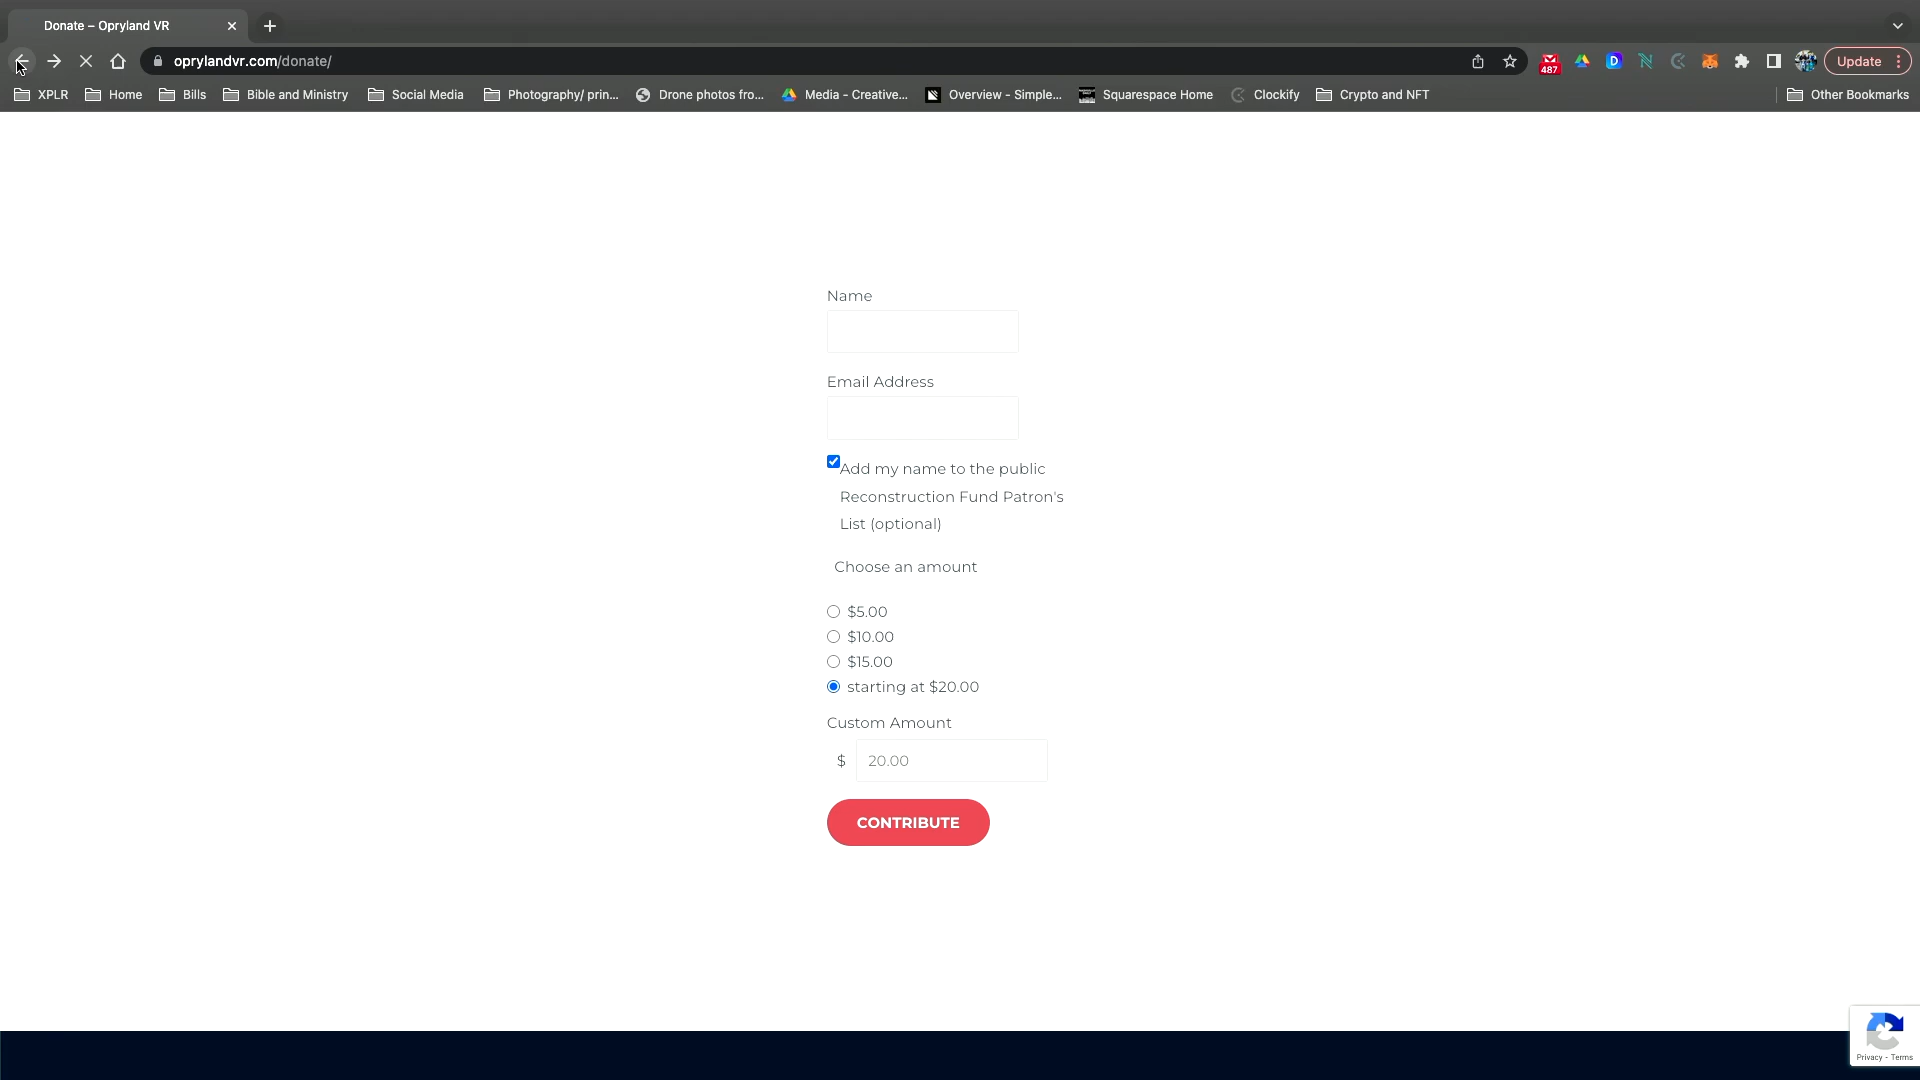 Donate – Opryland VR
oprylandvr.com/donate/
487
Update
XPLR
Home
Bills
Bible and Ministry
Social Media
Photography/ prin...
Drone photos fro...
Media - Creative...
Overview - Simple...
Squarespace Home
Clockify
Crypto and NFT
Other Bookmarks
Name
Email Address
Add my name to the public
Reconstruction Fund Patron's
List (optional)
Choose an amount
$5.00
$10.00
$15.00
starting at $20.00
Custom Amount
$ 20.00
CONTRIBUTE
Privacy - Terms